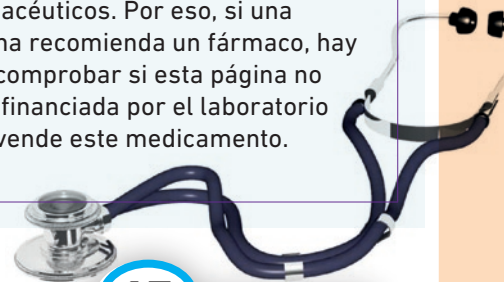 acéuticos. Por eso, si una
na recomienda un fármaco, hay
comprobar si esta página no
financiada por el laboratorio
vende este medicamento.